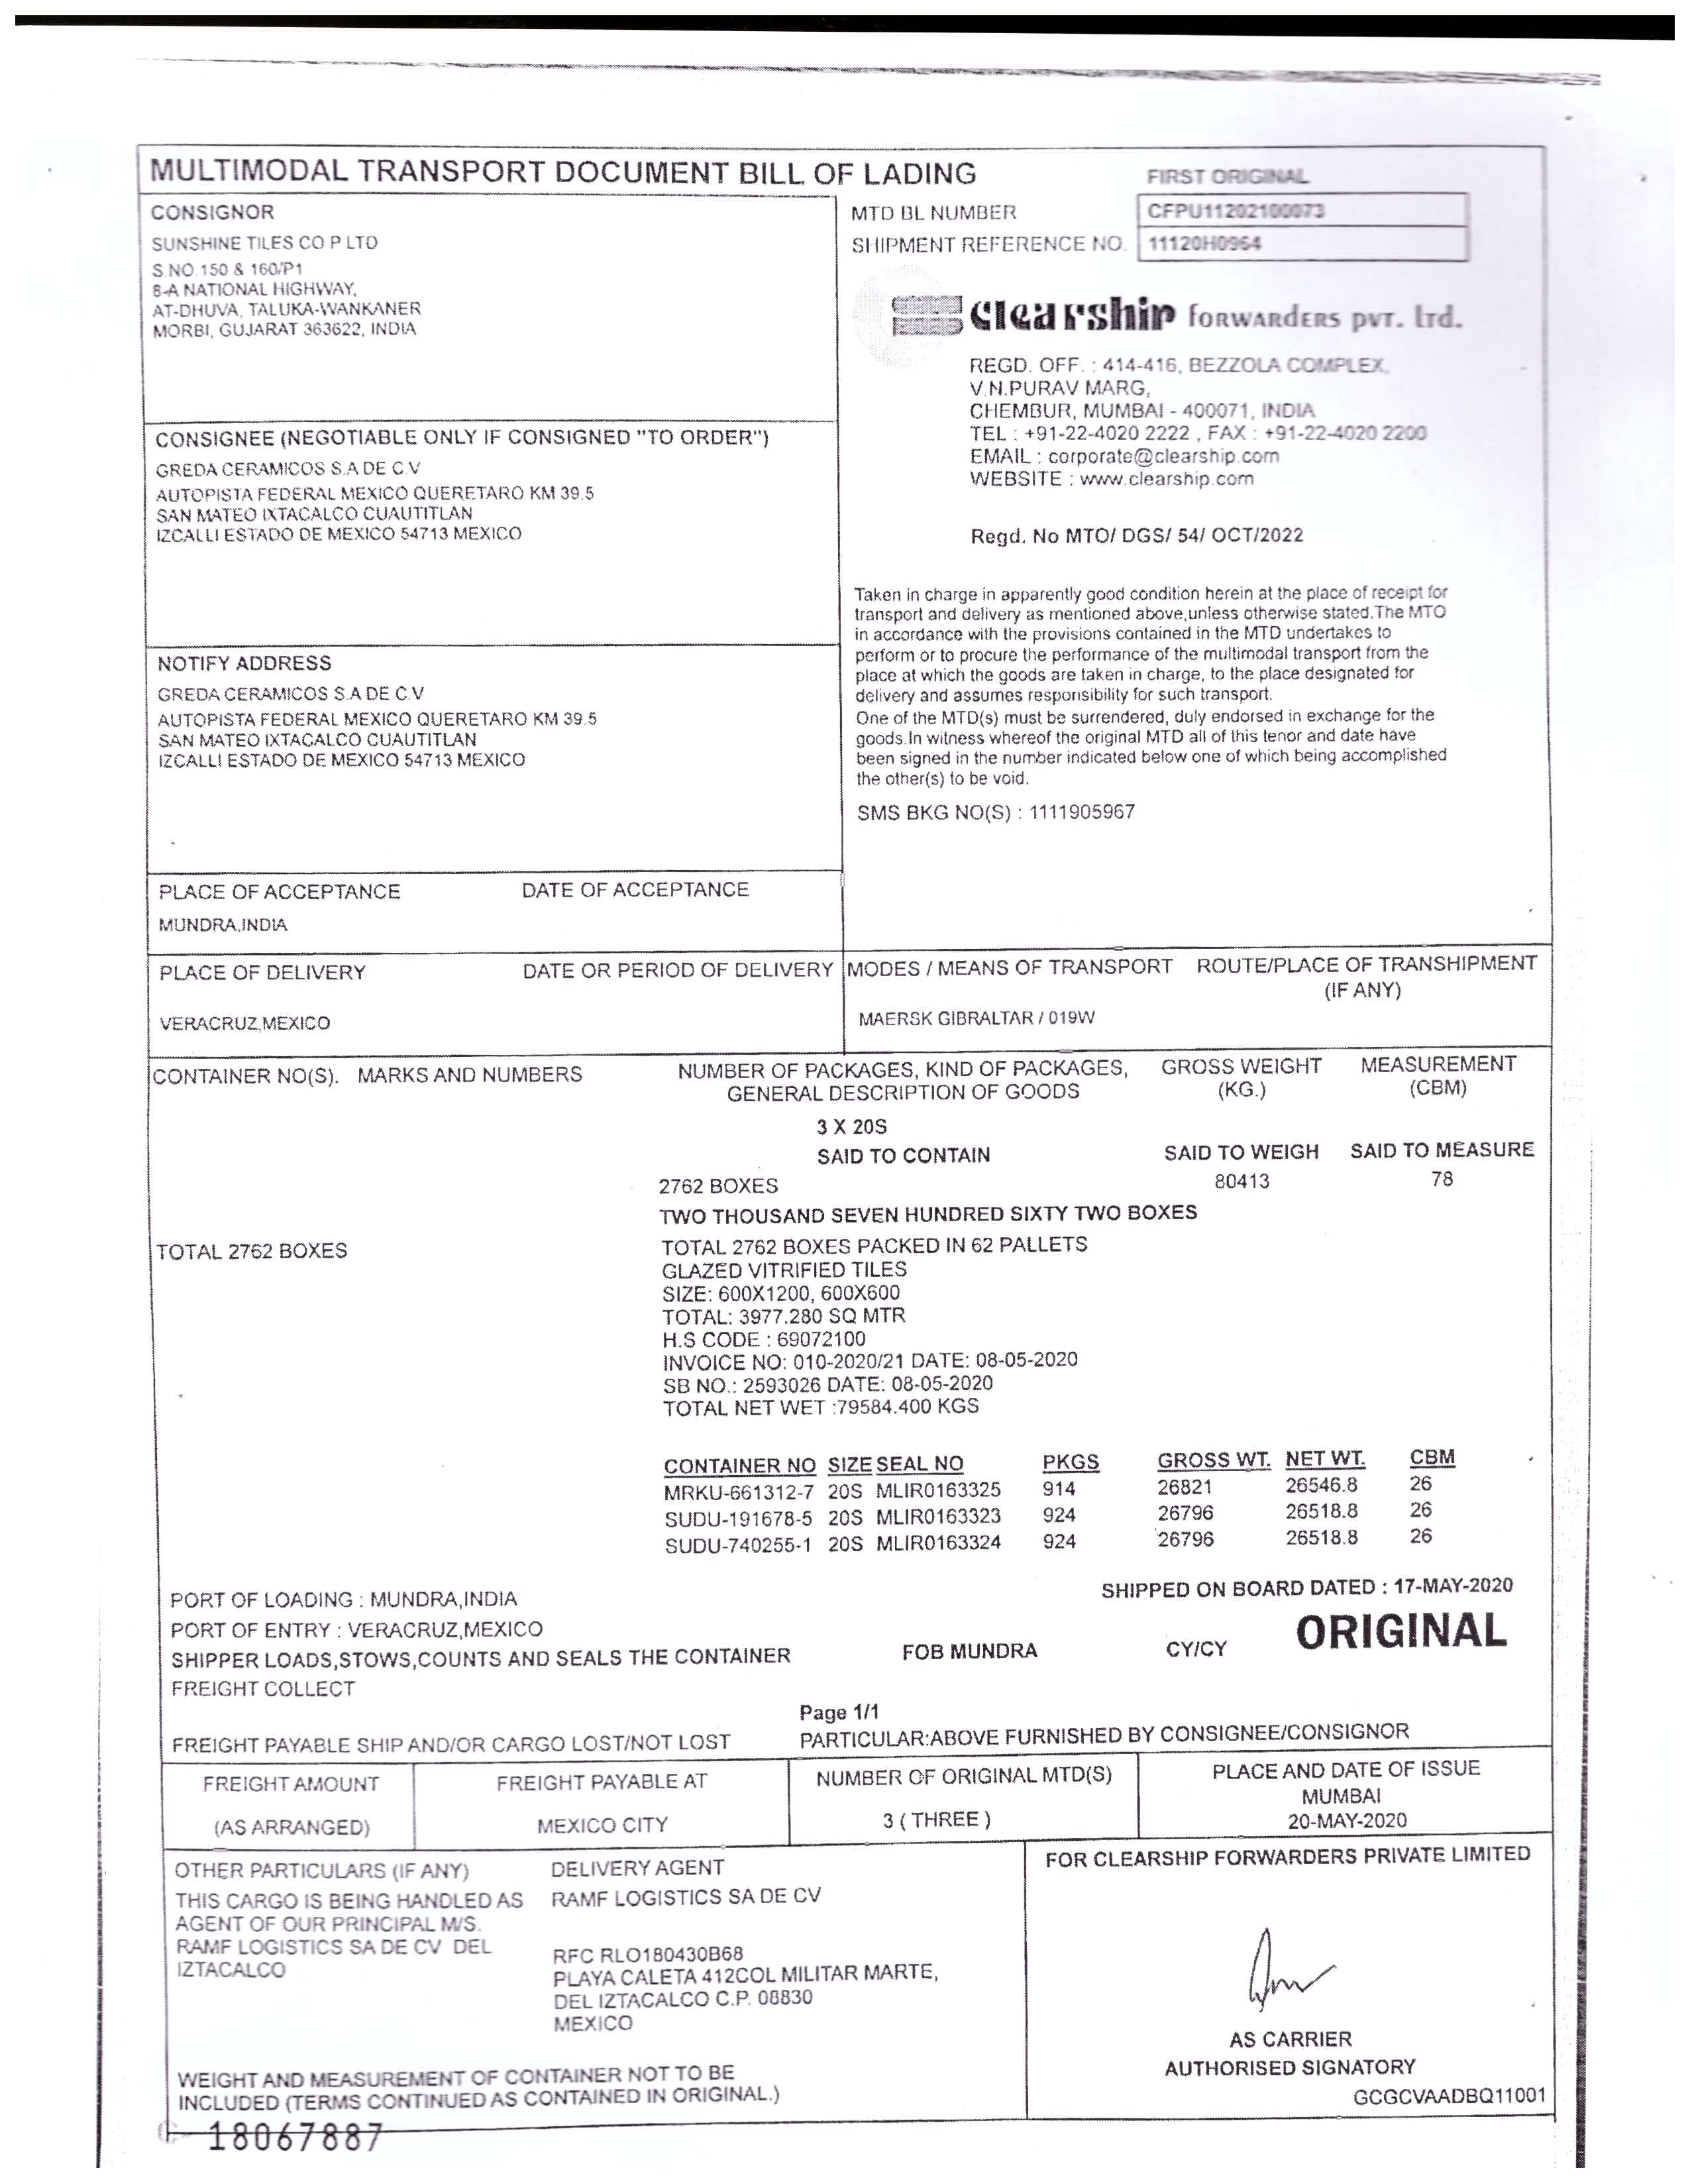 MULTIMODAL TRANSPORT DOCUMENT BILL OF LADING
FIRST ORIGINAL
CONSIGNOR
SUNSHINE TILES CO P LTD
S.NO.150 & 160/P1
8-A NATIONAL HIGHWAY,
AT-DHUVA, TALUKA-WANKANER
MORBI, GUJARAT 363622, INDIA
MTD BL NUMBER CFPU11202100073
SHIPMENT REFERENCE NO. 11120H0964
clearship forwarders pvt. ltd.
REGD. OFF. : 414-416, BEZZOLA COMPLEX,
V.N.PURAV MARG,
CHEMBUR, MUMBAI - 400071, INDIA
TEL : +91-22-4020 2222 , FAX : +91-22-4020 2200
EMAIL : corporate@clearship.com
WEBSITE : www.clearship.com
Regd. No MTO/ DGS/ 54/ OCT/2022
CONSIGNEE (NEGOTIABLE ONLY IF CONSIGNED "TO ORDER")
GREDA CERAMICOS S.A DE C V
AUTOPISTA FEDERAL MEXICO QUERETARO KM 39.5
SAN MATEO IXTACALCO CUAUTITLAN
IZCALLI ESTADO DE MEXICO 54713 MEXICO
Taken in charge in apparently good condition herein at the place of receipt for
transport and delivery as mentioned above,unless otherwise stated.The MTO
in accordance with the provisions contained in the MTD undertakes to
perform or to procure the performance of the multimodal transport from the
place at which the goods are taken in charge, to the place designated for
delivery and assumes responsibility for such transport.
One of the MTD(s) must be surrendered, duly endorsed in exchange for the
goods.In witness whereof the original MTD all of this tenor and date have
been signed in the number indicated below one of which being accomplished
the other(s) to be void.
SMS BKG NO(S) : 1111905967
NOTIFY ADDRESS
GREDA CERAMICOS S.A DE C.V
AUTOPISTA FEDERAL MEXICO QUERETARO KM 39.5
SAN MATEO IXTACALCO CUAUTITLAN
IZCALLI ESTADO DE MEXICO 54713 MEXICO
PLACE OF ACCEPTANCE DATE OF ACCEPTANCE
MUNDRA,INDIA
PLACE OF DELIVERY DATE OR PERIOD OF DELIVERY MODES / MEANS OF TRANSPORT ROUTE/PLACE OF TRANSHIPMENT
(IF ANY)
VERACRUZ,MEXICO MAERSK GIBRALTAR / 019W
CONTAINER NO(S). MARKS AND NUMBERS NUMBER OF PACKAGES, KIND OF PACKAGES, GROSS WEIGHT MEASUREMENT
GENERAL DESCRIPTION OF GOODS (KG.) (CBM)
3 X 20S
SAID TO CONTAIN SAID TO WEIGH SAID TO MEASURE
2762 BOXES 80413 78
TWO THOUSAND SEVEN HUNDRED SIXTY TWO BOXES
TOTAL 2762 BOXES TOTAL 2762 BOXES PACKED IN 62 PALLETS
GLAZED VITRIFIED TILES
SIZE: 600X1200, 600X600
TOTAL: 3977.280 SQ MTR
H.S CODE : 69072100
INVOICE NO: 010-2020/21 DATE: 08-05-2020
SB NO.: 2593026 DATE: 08-05-2020
TOTAL NET WET :79584.400 KGS
CONTAINER NO SIZE SEAL NO PKGS GROSS WT. NET WT. CBM
MRKU-661312-7 20S MLIR0163325 914 26821 26546.8 26
SUDU-191678-5 20S MLIR0163323 924 26796 26518.8 26
SUDU-740255-1 20S MLIR0163324 924 26796 26518.8 26
PORT OF LOADING : MUNDRA,INDIA SHIPPED ON BOARD DATED : 17-MAY-2020
PORT OF ENTRY : VERACRUZ,MEXICO
SHIPPER LOADS,STOWS,COUNTS AND SEALS THE CONTAINER FOB MUNDRA CY/CY ORIGINAL
FREIGHT COLLECT
Page 1/1
FREIGHT PAYABLE SHIP AND/OR CARGO LOST/NOT LOST PARTICULAR:ABOVE FURNISHED BY CONSIGNEE/CONSIGNOR
FREIGHT AMOUNT FREIGHT PAYABLE AT NUMBER OF ORIGINAL MTD(S) PLACE AND DATE OF ISSUE
MUMBAI
(AS ARRANGED) MEXICO CITY 3 ( THREE ) 20-MAY-2020
OTHER PARTICULARS (IF ANY) DELIVERY AGENT FOR CLEARSHIP FORWARDERS PRIVATE LIMITED
THIS CARGO IS BEING HANDLED AS RAMF LOGISTICS SA DE CV
AGENT OF OUR PRINCIPAL M/S.
RAMF LOGISTICS SA DE CV DEL RFC RLO180430B68
IZTACALCO PLAYA CALETA 412COL MILITAR MARTE,
DEL IZTACALCO C.P. 08830
MEXICO
AS CARRIER
AUTHORISED SIGNATORY
WEIGHT AND MEASUREMENT OF CONTAINER NOT TO BE
INCLUDED (TERMS CONTINUED AS CONTAINED IN ORIGINAL.) GCGCVAADBQ11001
18067887